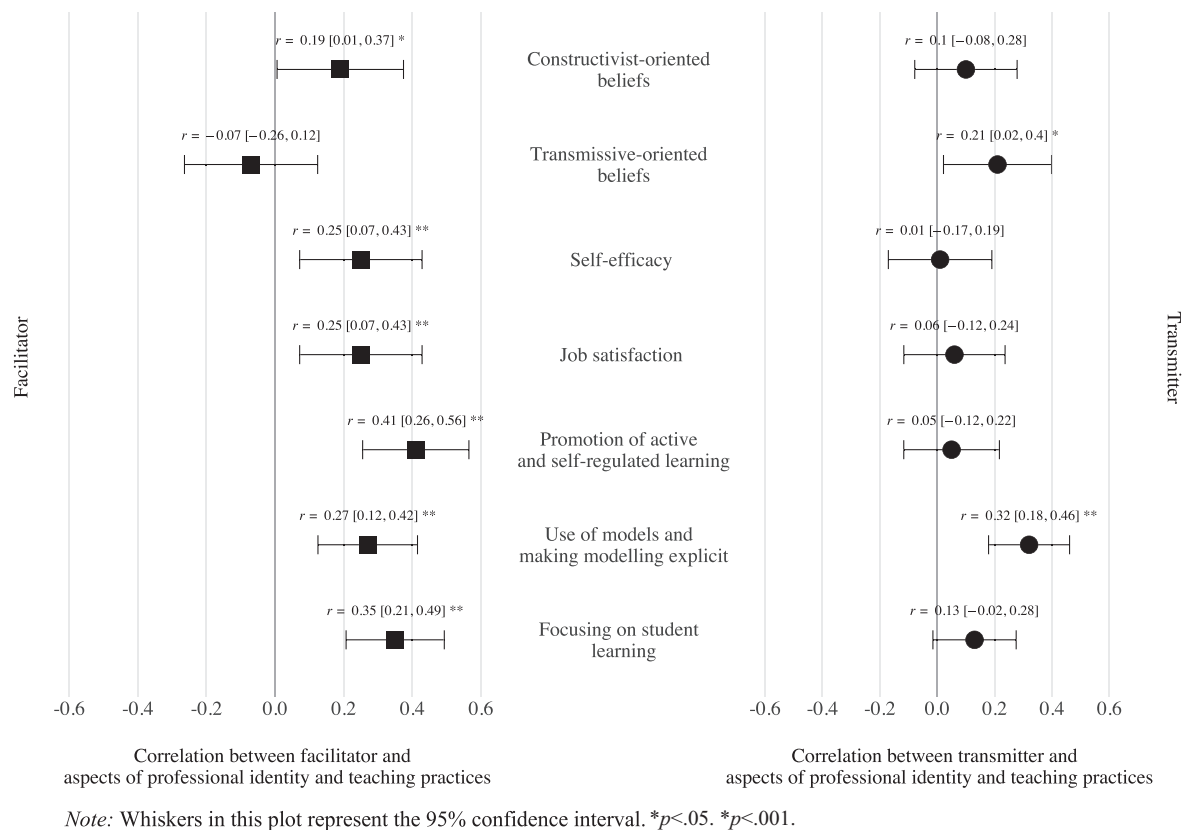 r = 0.19 [0.01, 0.37] *
Constructivist-oriented
beliefs
r = 0.1 [−0.08, 0.28]
r = −0.07 [−0.26, 0.12]
Transmissive-oriented
beliefs
r = 0.21 [0.02, 0.4] *
r = 0.25 [0.07, 0.43] **
Self-efficacy
r = 0.01 [−0.17, 0.19]
Facilitator
r = 0.25 [0.07, 0.43] **
Job satisfaction
r = 0.06 [−0.12, 0.24]
Transmitter
r = 0.41 [0.26, 0.56] **
Promotion of active
and self-regulated learning
r = 0.05 [−0.12, 0.22]
r = 0.27 [0.12, 0.42] **
Use of models and
making modelling explicit
r = 0.32 [0.18, 0.46] **
r = 0.35 [0.21, 0.49] **
Focusing on student
learning
r = 0.13 [−0.02, 0.28]
-0.6 -0.4 -0.2 0.0 0.2 0.4 0.6
-0.6 -0.4 -0.2 0.0 0.2 0.4 0.6
Correlation between facilitator and
aspects of professional identity and teaching practices
Correlation between transmitter and
aspects of professional identity and teaching practices
Note: Whiskers in this plot represent the 95% confidence interval. *p<.05. *p<.001.